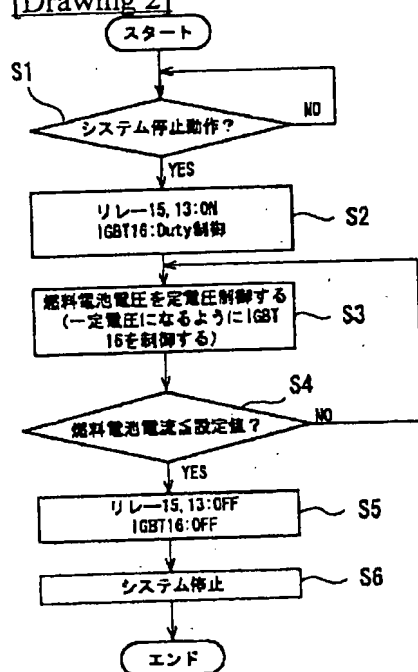 [Drawing 2]
スタート
S1
システム停止動作?
NO
YES
リレー15,13:ON
IGBT16:Duty制御
S2
燃料電池電圧を定電圧制御する
(一定電圧になるようにIGBT
16を制御する)
S3
S4
燃料電池電流≦設定値?
NO
YES
リレー15,13:OFF
IGBT16:OFF
S5
システム停止
S6
エンド